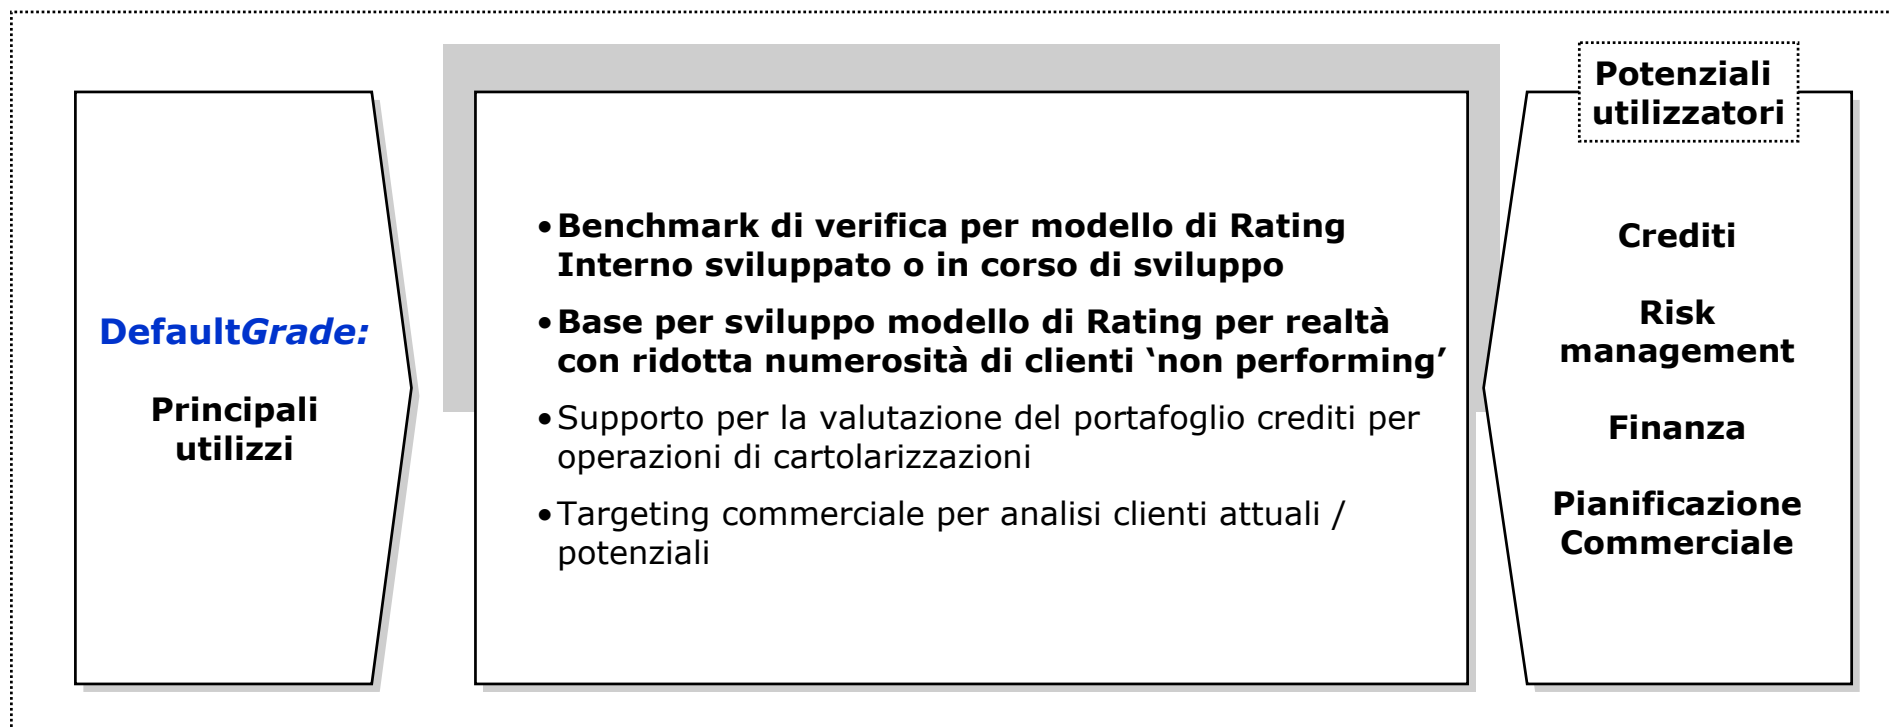 DefaultGrade:
Principali
utilizzi
•Benchmark di verifica per modello di Rating
Interno sviluppato o in corso di sviluppo
•Base per sviluppo modello di Rating per realtà
con ridotta numerosità di clienti ‘non performing’
•Supporto per la valutazione del portafoglio crediti per
operazioni di cartolarizzazioni
•Targeting commerciale per analisi clienti attuali /
potenziali
Potenziali
utilizzatori
Crediti
Risk
management
Finanza
Pianificazione
Commerciale